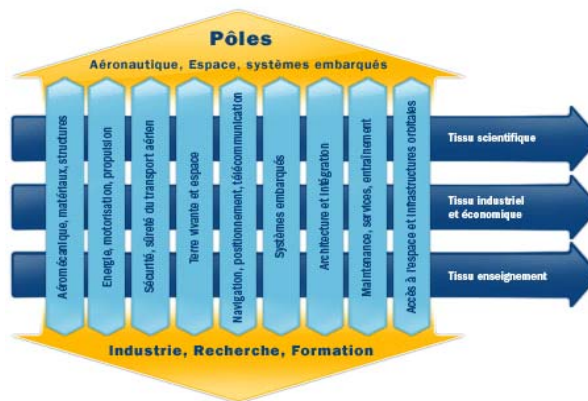 Pôles
Aéronautique, Espace, systèmes embarqués
Aéromécanique, matériaux, structures
Energie, motorisation, propulsion
Sécurité, sûreté du transport aérien
Terre vivante et espace
Navigation, positionnement, télécommunication
Systèmes embarqués
Architecture et intégration
Maintenance, services, entraînement
Accès à l'espace et infrastructures orbitales
Tissu scientifique
Tissu industriel
et économique
Tissu enseignement
Industrie, Recherche, Formation